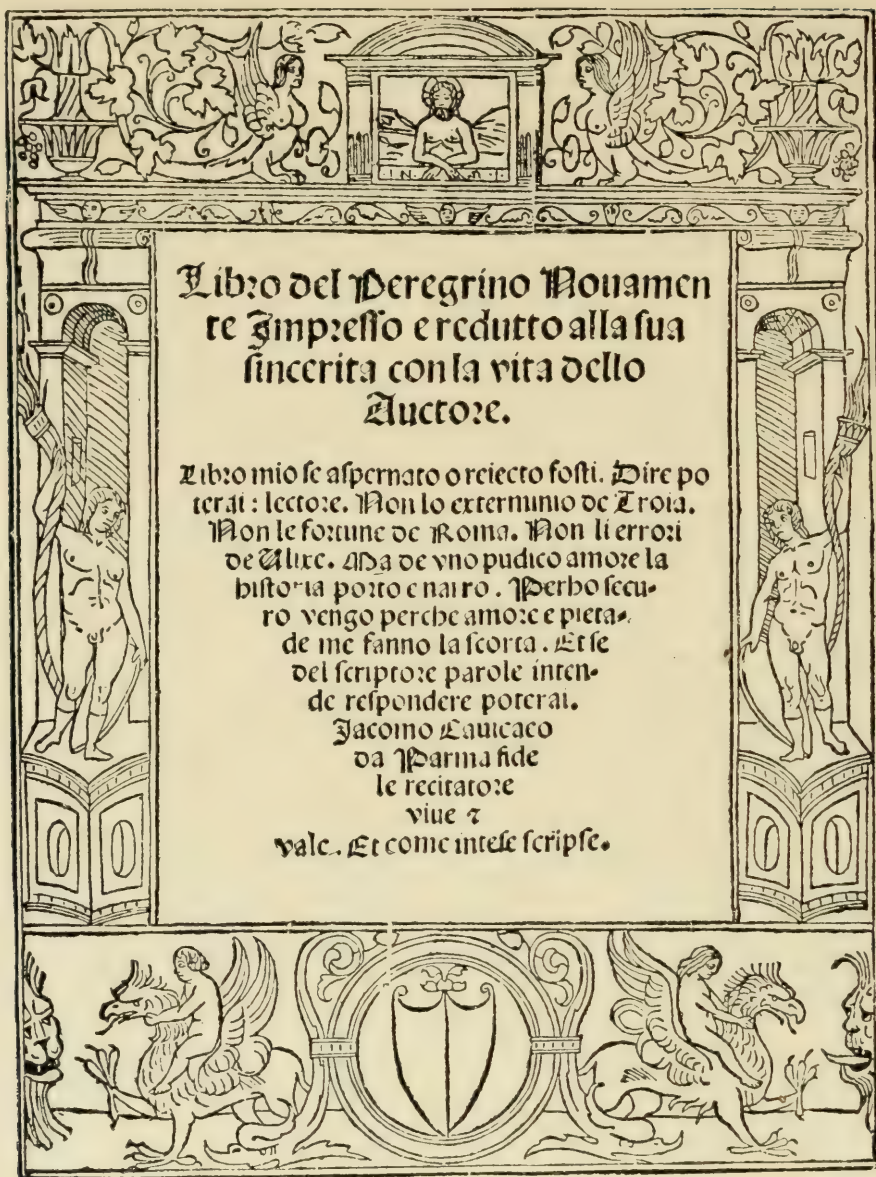 I N R I
Libro del Peregrino Nouamen
te Impresso e redutto alla sua
sincerita con la vita dello
Auctore.
Libro mio se aspernato o reiecto fosti. Dire po
terai : lectore. Non lo exterminio de Troia.
Non le fortune de Roma. Non li errori
de Ulixe. Ma de vno pudico amore la
historia porto e narro. Perho secu-
ro vengo perche amore e pieta-
de me fanno la scorta. Et se
del scriptore parole inten-
de respondere poterai.
Jacomo Cauicaco
da Parma fide
le recitatore
viue ⁊
vale. Et come intese scripse.